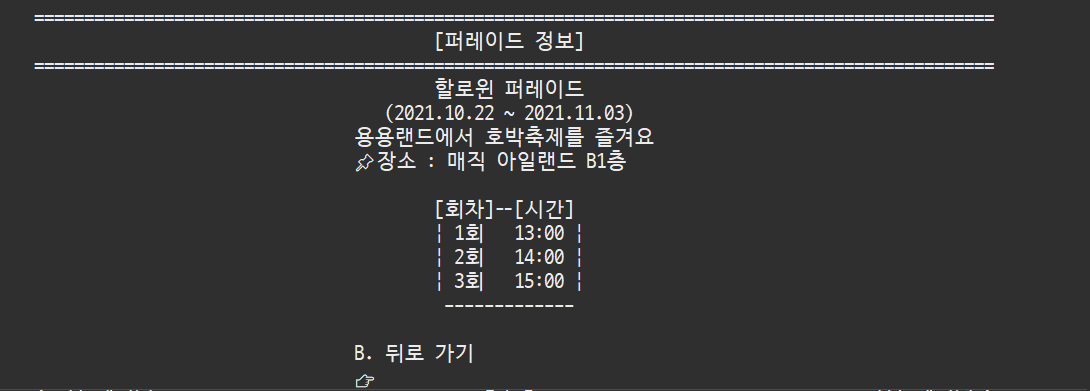 ================================================================================================
[퍼레이드 정보]
================================================================================================
할로윈 퍼레이드
(2021.10.22 ~ 2021.11.03)
용용랜드에서 호박축제를 즐겨요
📌장소 : 매직 아일랜드 B1층
[회차]--[시간]
¦ 1회 13:00 ¦
¦ 2회 14:00 ¦
¦ 3회 15:00 ¦
-------------
B. 뒤로 가기
👉